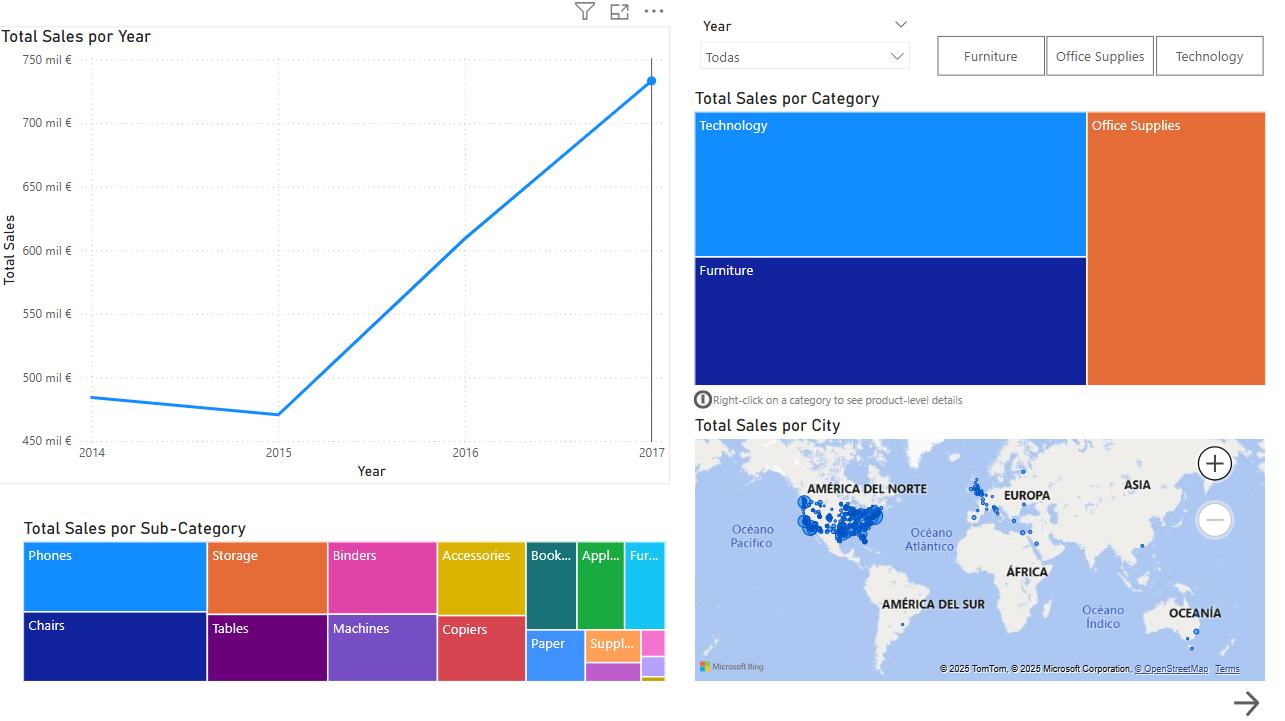 Total Sales por Year
750 mil €
700 mil €
650 mil €
600 mil €
550 mil €
500 mil €
450 mil €
Total Sales
2014 2015 2016 2017
Year
Year
Todas
Furniture Office Supplies Technology
Total Sales por Category
Technology
Office Supplies
Furniture
Right-click on a category to see product-level details
Total Sales por City
AMÉRICA DEL NORTE
EUROPA
ASIA
Océano
Pacífico
Océano
Atlántico
ÁFRICA
AMÉRICA DEL SUR
Océano
Índico
OCEANÍA
Microsoft Bing
© 2025 TomTom, © 2025 Microsoft Corporation, © OpenStreetMap Terms
Total Sales por Sub-Category
Phones
Storage
Binders
Accessories
Book...
Appl...
Fur...
Chairs
Tables
Machines
Copiers
Paper
Suppl...